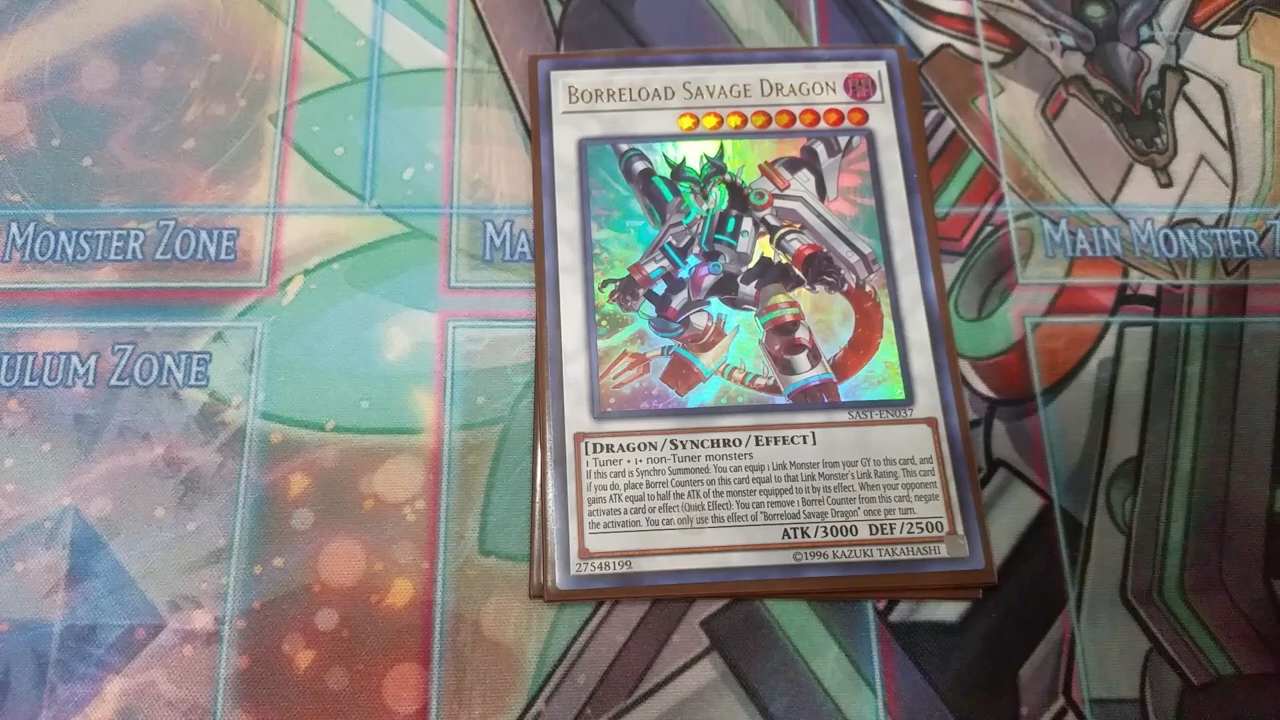 BORRELOAD SAVAGE DRAGON
MONSTER ZONE
MA
MAIN MONSTER Z
ULUM ZONE
SAST-EN037
[DRAGON/SYNCHRO/EFFECT]
1 Tuner + 1+ non-Tuner monsters
If this card is Synchro Summoned: You can equip 1 Link Monster from your GY to this card, and
if you do, place Borrel Counters on this card equal to that Link Monster's Link Rating. This card
gains ATK equal to half the ATK of the monster equipped to it by its effect. When your opponent
activates a card or effect (Quick Effect): You can remove 1 Borrel Counter from this card; negate
the activation. You can only use this effect of "Borreload Savage Dragon" once per turn.
ATK/3000 DEF/2500
27548199
©1996 KAZUKI TAKAHASHI